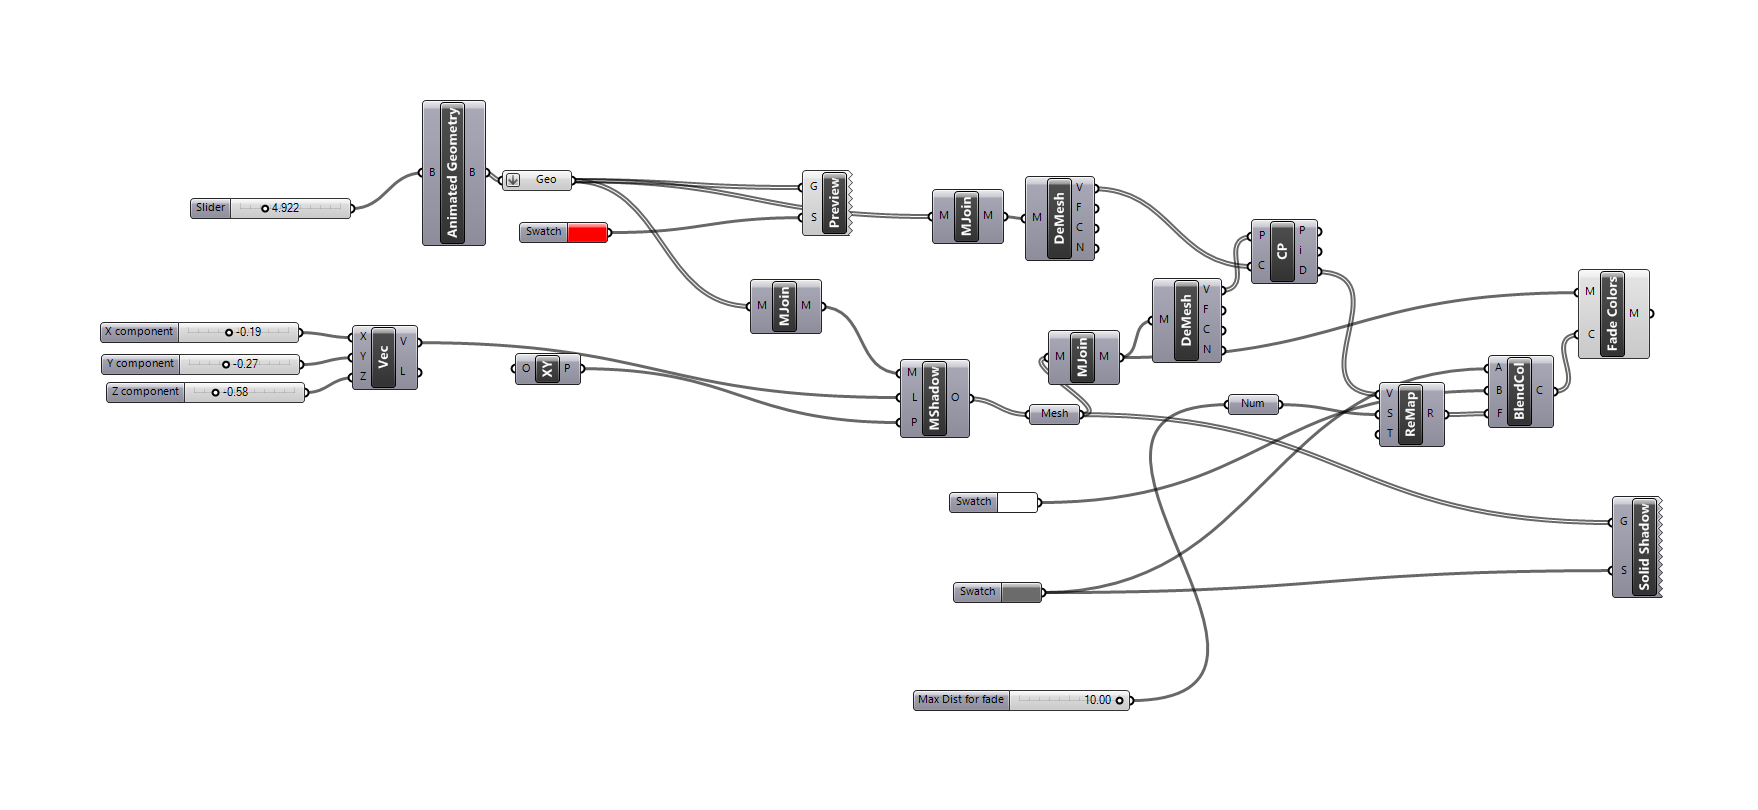 Slider 4.922
B Animated Geometry B
Geo
Swatch
G S Preview
M MJoin M
M DeMesh V F C N
P C CP P i D
X component -0.19
Y component -0.27
Z component -0.58
X Y Z Vec V L
O XY P
M MJoin M
M L P MShadow O
Mesh
M MJoin M
M DeMesh V F C N
Num
V S T ReMap R
A B F BlendCol C
M C Fade Colors M
Swatch
Swatch
G S Solid Shadow
Max Dist for fade 10.00